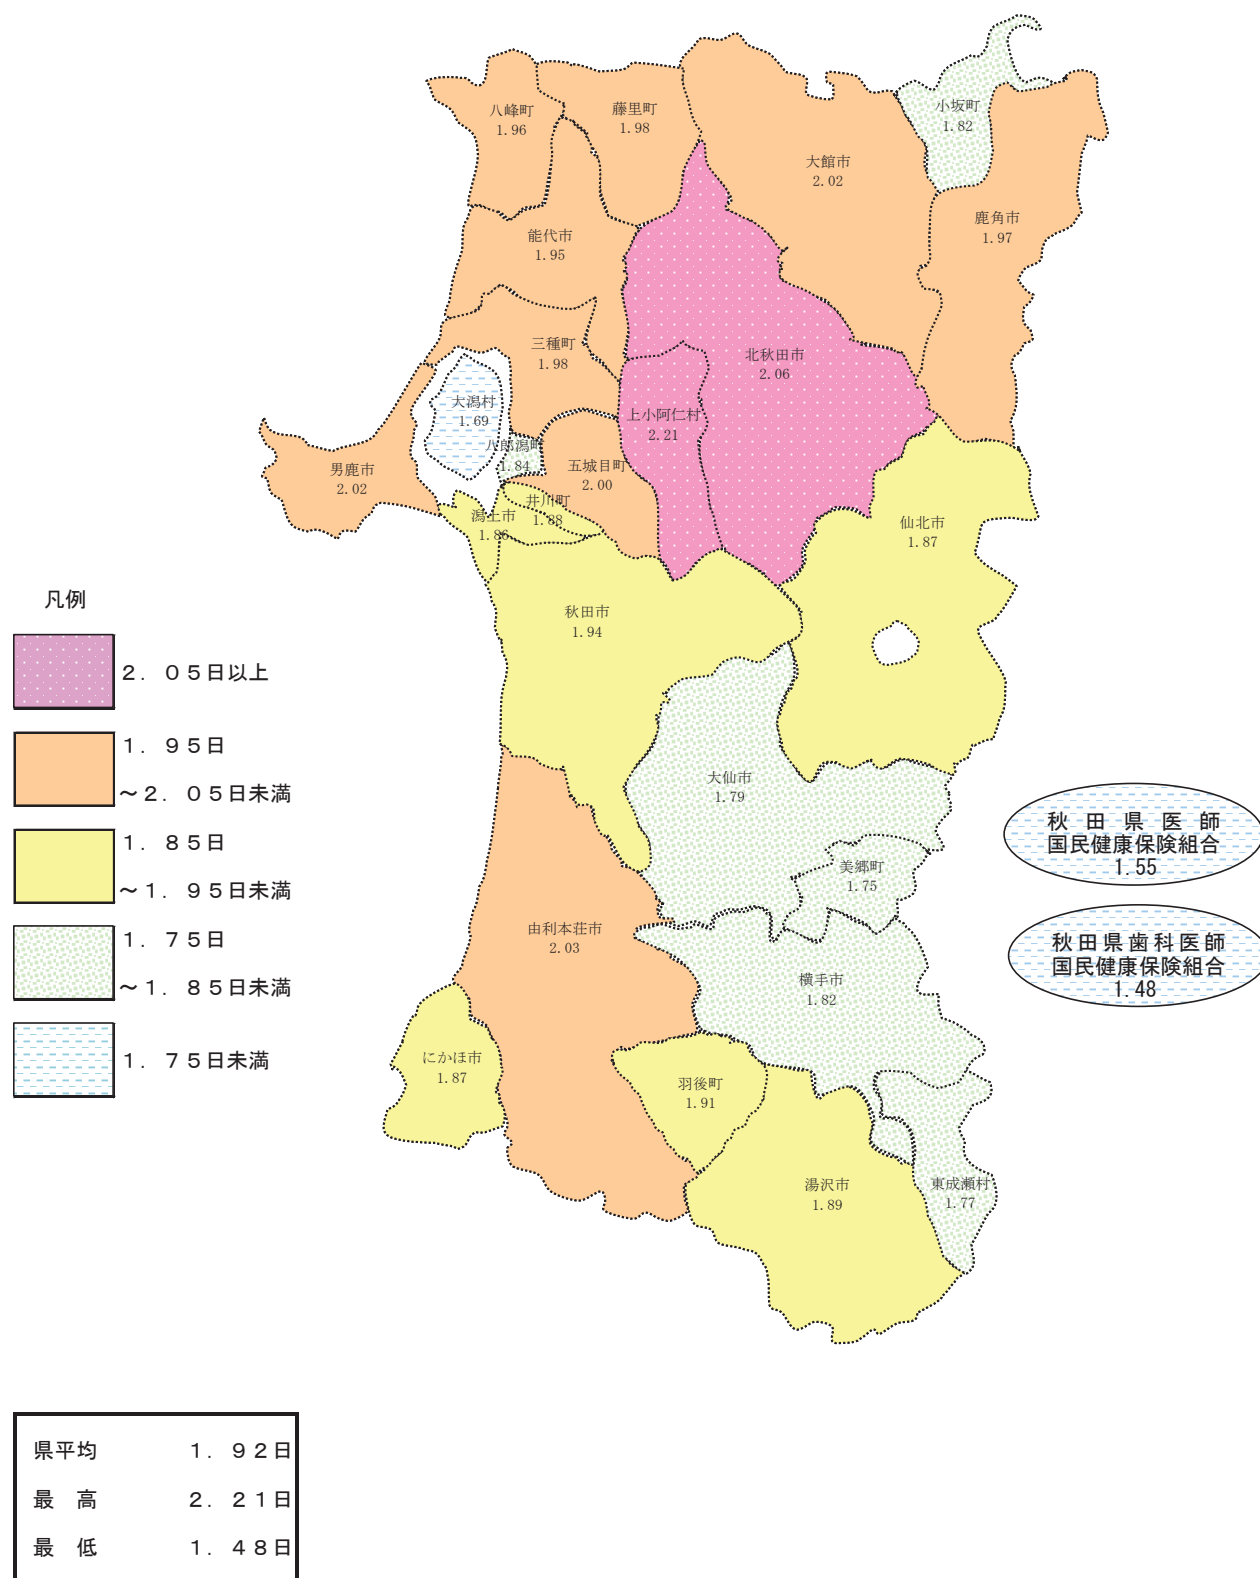 八峰町
1.96
藤里町
1.98
小坂町
1.82
大館市
2.02
鹿角市
1.97
能代市
1.95
三種町
1.98
北秋田市
2.06
大潟村
1.69
上小阿仁村
2.21
八郎潟町
1.84
男鹿市
2.02
五城目町
2.00
井川町
1.88
潟上市
1.86
仙北市
1.87
秋田市
1.94
凡例
2.05日以上
1.95日
～2.05日未満
1.85日
～1.95日未満
1.75日
～1.85日未満
1.75日未満
大仙市
1.79
秋田県医師
国民健康保険組合
1.55
美郷町
1.75
秋田県歯科医師
国民健康保険組合
1.48
由利本荘市
2.03
横手市
1.82
にかほ市
1.87
羽後町
1.91
湯沢市
1.89
東成瀬村
1.77
県平均 1.92日
最高 2.21日
最低 1.48日